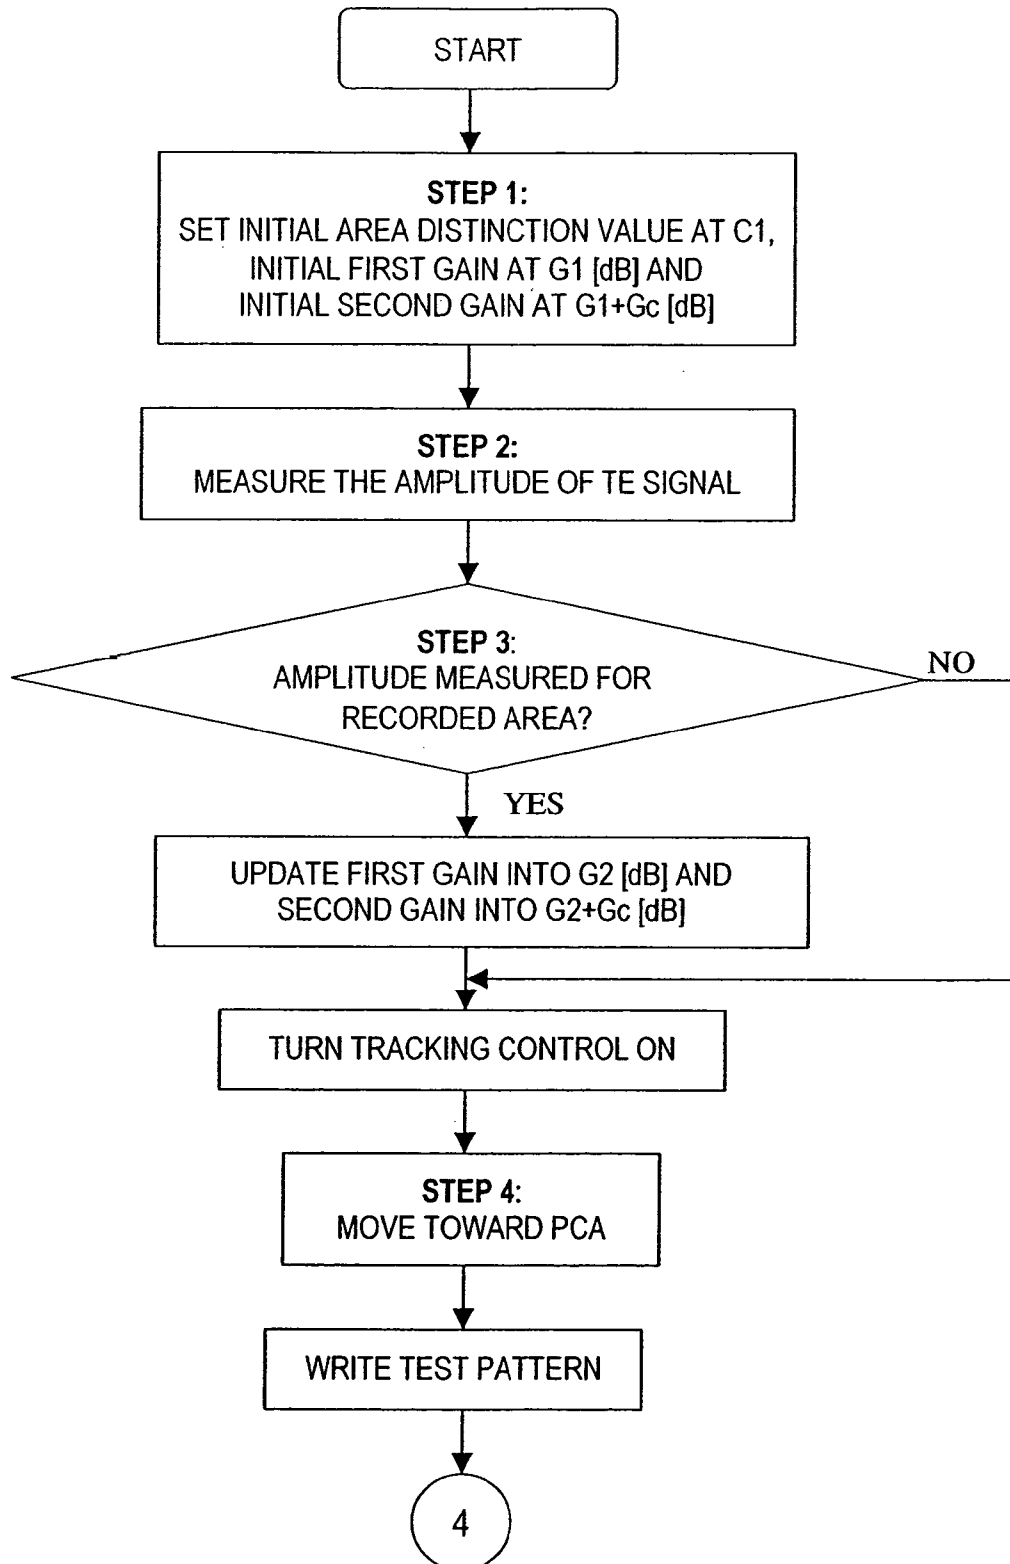 START
STEP 1:
SET INITIAL AREA DISTINCTION VALUE AT C1,
INITIAL FIRST GAIN AT G1 [dB] AND
INITIAL SECOND GAIN AT G1+Gc [dB]
STEP 2:
MEASURE THE AMPLITUDE OF TE SIGNAL
STEP 3:
AMPLITUDE MEASURED FOR
RECORDED AREA?
NO
YES
UPDATE FIRST GAIN INTO G2 [dB] AND
SECOND GAIN INTO G2+Gc [dB]
TURN TRACKING CONTROL ON
STEP 4:
MOVE TOWARD PCA
WRITE TEST PATTERN
4